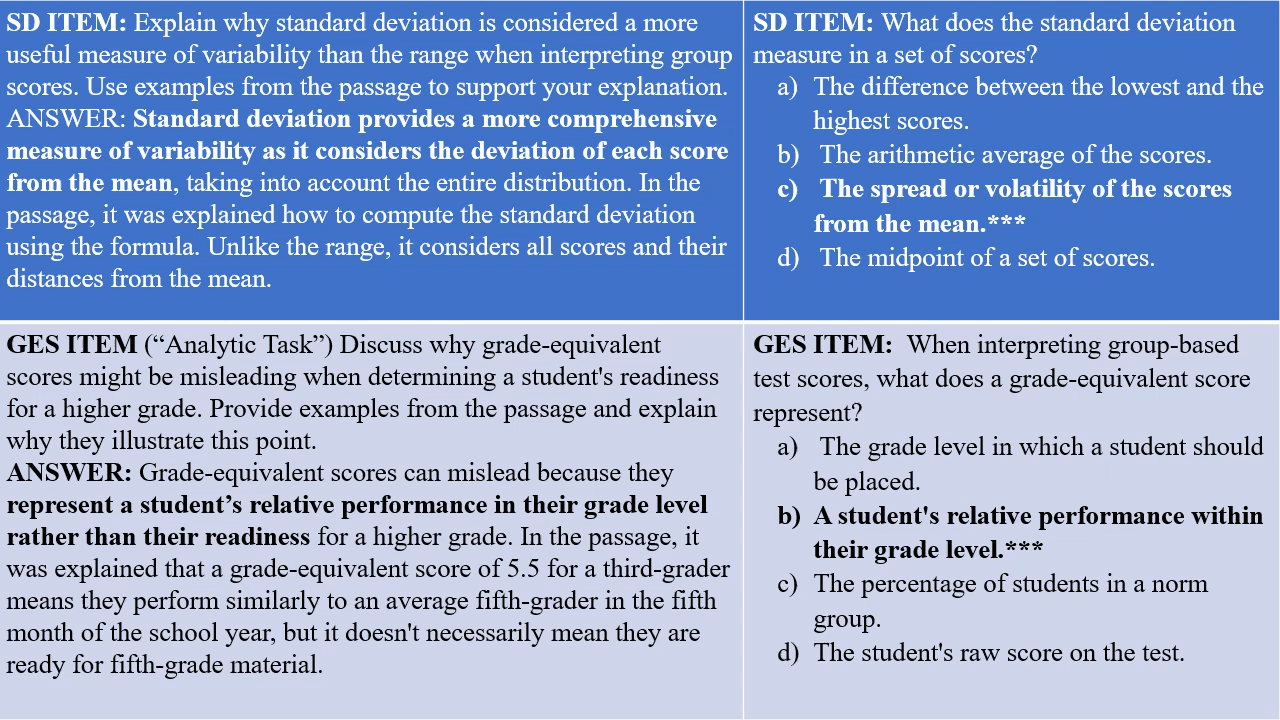 SD ITEM: Explain why standard deviation is considered a more
useful measure of variability than the range when interpreting group
scores. Use examples from the passage to support your explanation.
ANSWER: Standard deviation provides a more comprehensive
measure of variability as it considers the deviation of each score
from the mean, taking into account the entire distribution. In the
passage, it was explained how to compute the standard deviation
using the formula. Unlike the range, it considers all scores and their
distances from the mean.
SD ITEM: What does the standard deviation
measure in a set of scores?
a) The difference between the lowest and the
highest scores.
b) The arithmetic average of the scores.
c) The spread or volatility of the scores
from the mean.***
d) The midpoint of a set of scores.
GES ITEM (“Analytic Task”) Discuss why grade-equivalent
scores might be misleading when determining a student's readiness
for a higher grade. Provide examples from the passage and explain
why they illustrate this point.
ANSWER: Grade-equivalent scores can mislead because they
represent a student’s relative performance in their grade level
rather than their readiness for a higher grade. In the passage, it
was explained that a grade-equivalent score of 5.5 for a third-grader
means they perform similarly to an average fifth-grader in the fifth
month of the school year, but it doesn't necessarily mean they are
ready for fifth-grade material.
GES ITEM: When interpreting group-based
test scores, what does a grade-equivalent score
represent?
a) The grade level in which a student should
be placed.
b) A student's relative performance within
their grade level.***
c) The percentage of students in a norm
group.
d) The student's raw score on the test.